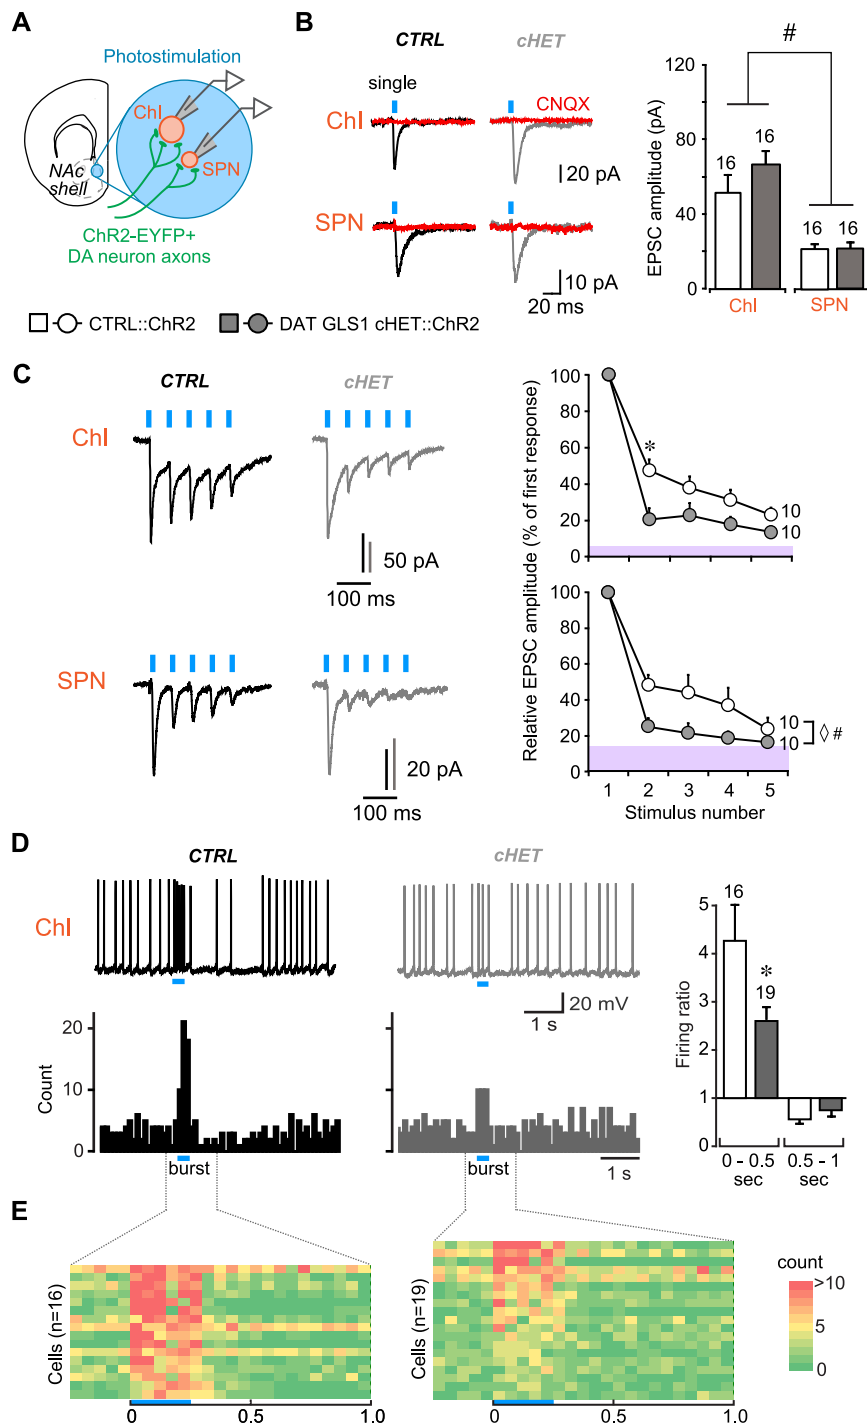 A
Photostimulation
ChI
SPN
NAc
shell
ChR2-EYFP+
DA neuron axons
B
CTRL
cHET
single
CNQX
ChI
20 pA
SPN
10 pA
20 ms
#
EPSC amplitude (pA)
120
80
40
0
16
16
16
16
ChI
SPN
CTRL::ChR2
DAT GLS1 cHET::ChR2
C
CTRL
cHET
ChI
50 pA
100 ms
SPN
20 pA
100 ms
Relative EPSC amplitude (% of first response)
100
80
60
40
20
0
*
10
10
100
80
60
40
20
0
10
10
◊ #
1 2 3 4 5
Stimulus number
D
CTRL
cHET
ChI
20 mV
1 s
Count
20
10
0
burst
burst
1 s
Firing ratio
5
4
3
2
1
0
16
*
19
0 - 0.5
sec
0.5 - 1
sec
E
Cells (n=16)
0 0.5 1.0
Cells (n=19)
0 0.5 1.0
count
>10
5
0